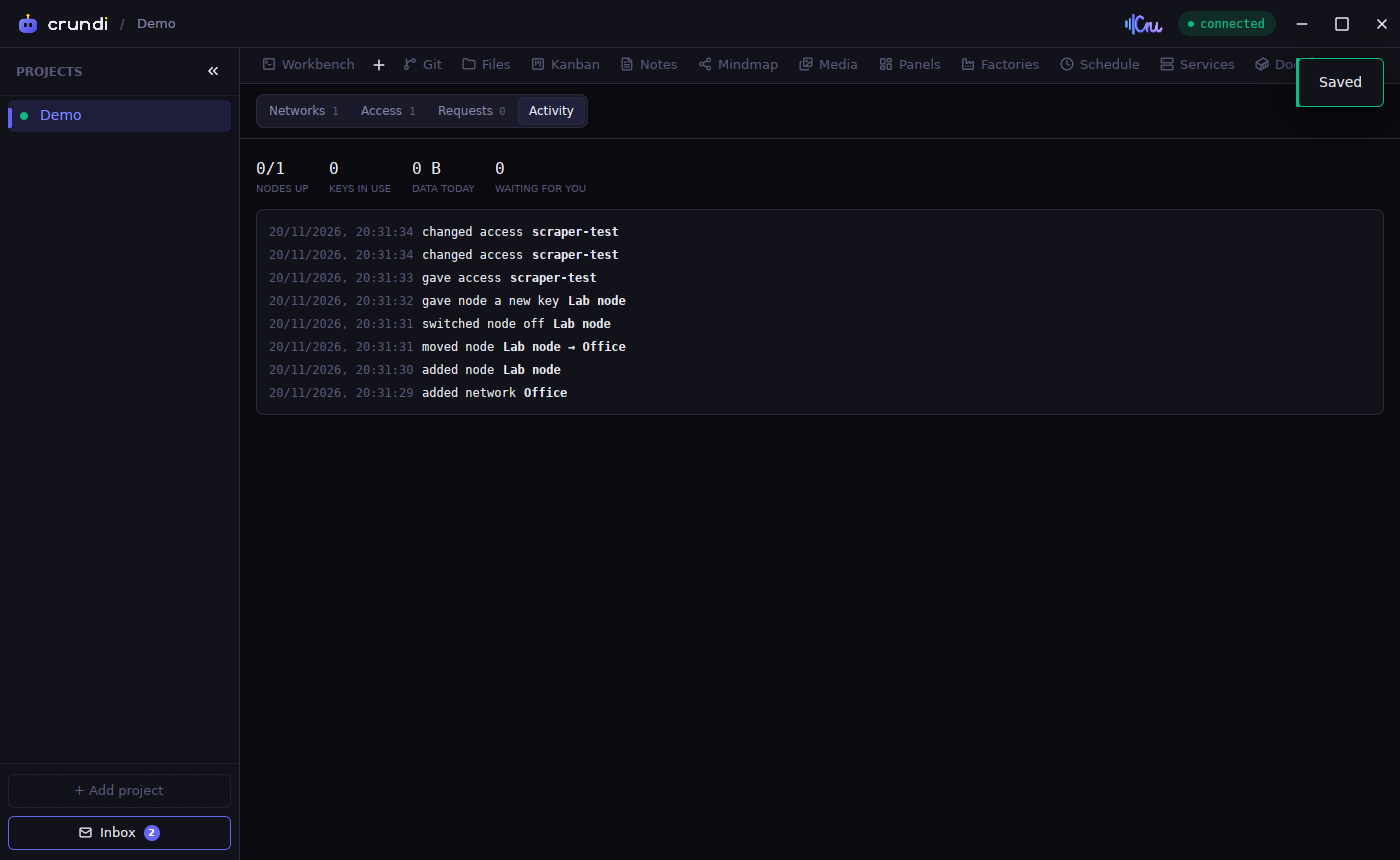 crundi / Demo
Cru
connected
PROJECTS
Demo
+ Add project
Inbox 2
Workbench + Git Files Kanban Notes Mindmap Media Panels Factories Schedule Services
Saved
Networks 1 Access 1 Requests 0 Activity
0/1 0 0 B 0
NODES UP KEYS IN USE DATA TODAY WAITING FOR YOU
20/11/2026, 20:31:34 changed access scraper-test
20/11/2026, 20:31:34 changed access scraper-test
20/11/2026, 20:31:33 gave access scraper-test
20/11/2026, 20:31:32 gave node a new key Lab node
20/11/2026, 20:31:31 switched node off Lab node
20/11/2026, 20:31:31 moved node Lab node → Office
20/11/2026, 20:31:30 added node Lab node
20/11/2026, 20:31:29 added network Office